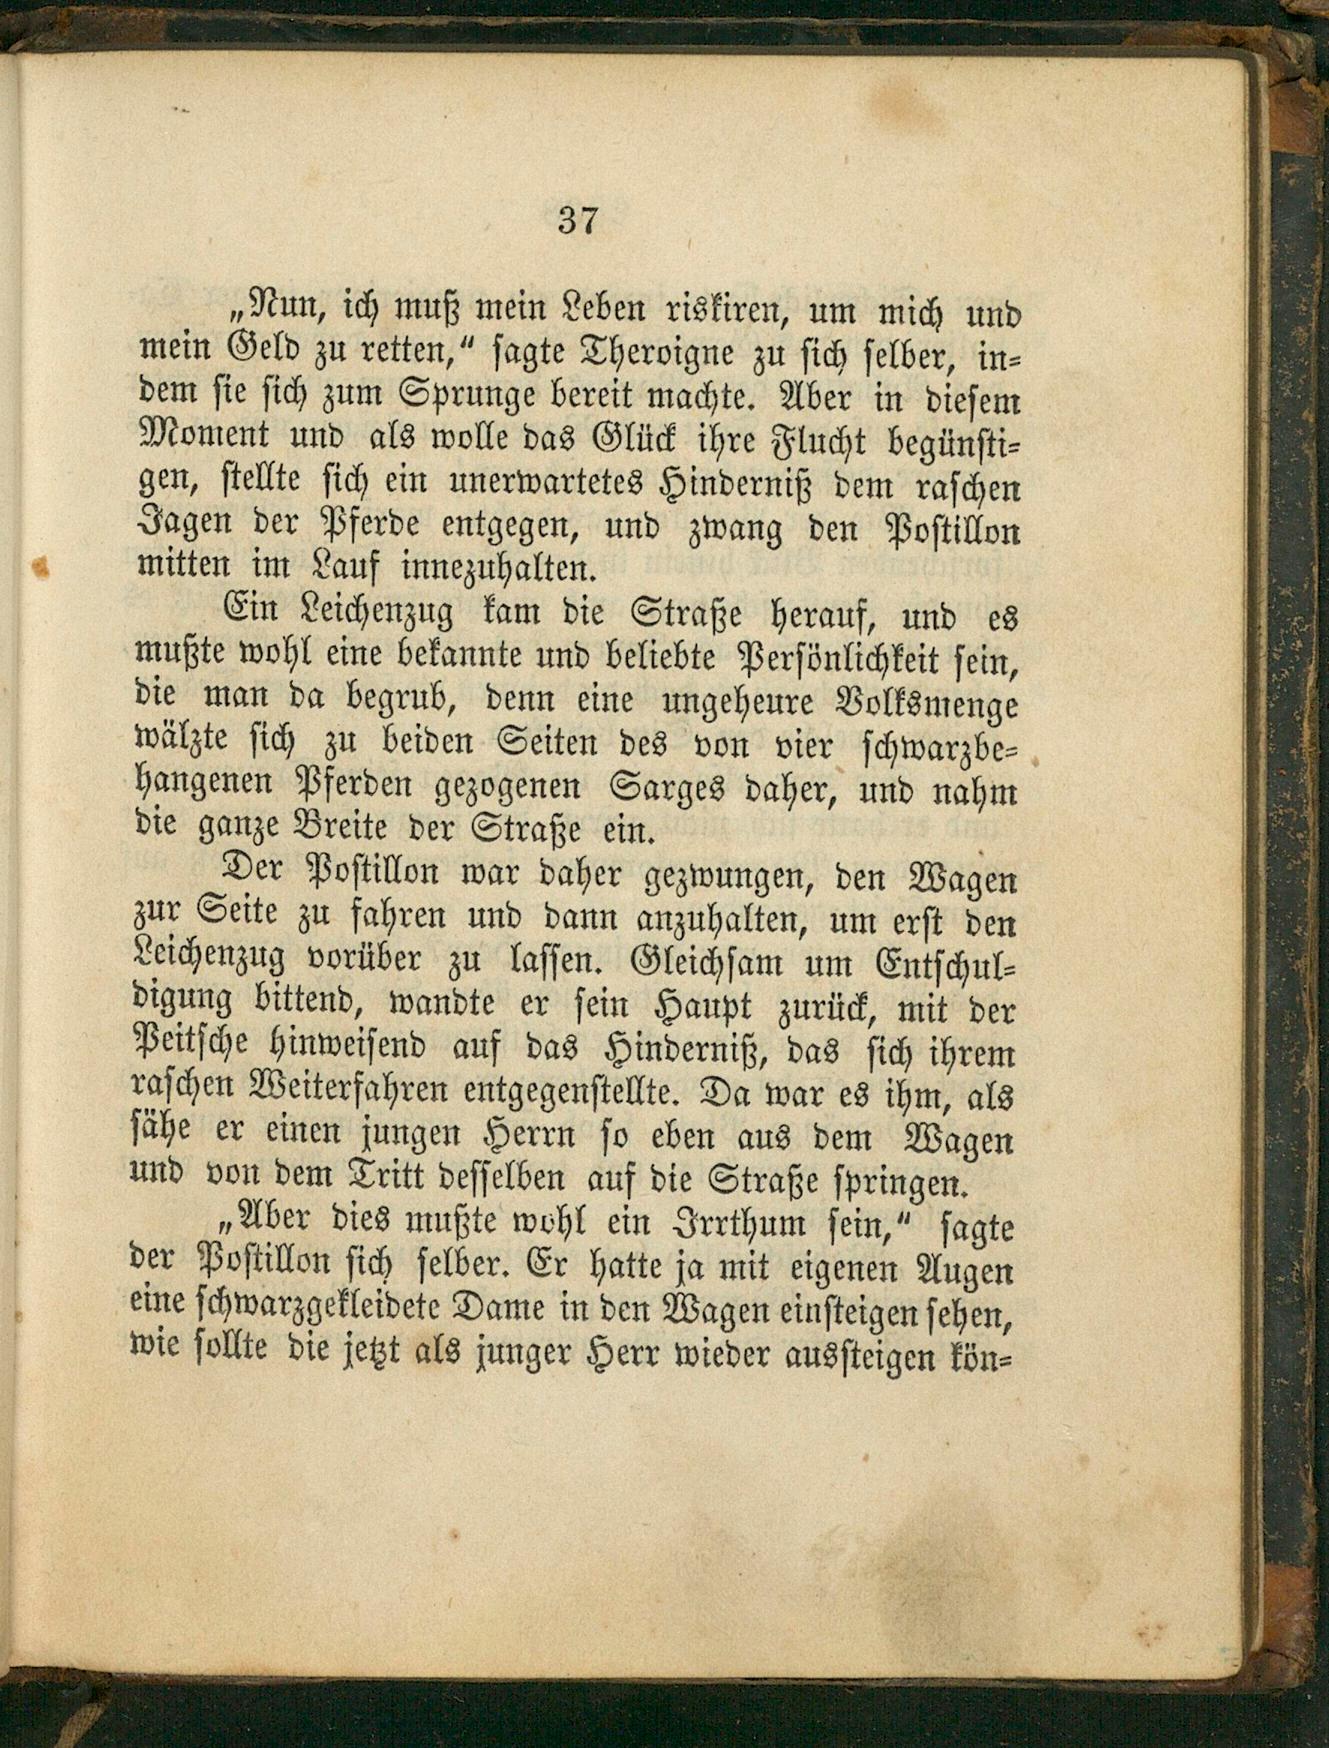 37
„Nun, ich muß mein Leben riskiren, um mich und
mein Geld zu retten,“ sagte Theroigne zu sich selber, in-
dem sie sich zum Sprunge bereit machte. Aber in diesem
Moment und als wolle das Glück ihre Flucht begünsti-
gen, stellte sich ein unerwartetes Hinderniß dem raschen
Jagen der Pferde entgegen, und zwang den Postillon
mitten im Lauf innezuhalten.
Ein Leichenzug kam die Straße herauf, und es
mußte wohl eine bekannte und beliebte Persönlichkeit sein,
die man da begrub, denn eine ungeheure Volksmenge
wälzte sich zu beiden Seiten des von vier schwarzbe-
hangenen Pferden gezogenen Sarges daher, und nahm
die ganze Breite der Straße ein.
Der Postillon war daher gezwungen, den Wagen
zur Seite zu fahren und dann anzuhalten, um erst den
Leichenzug vorüber zu lassen. Gleichsam um Entschul-
digung bittend, wandte er sein Haupt zurück, mit der
Peitsche hinweisend auf das Hinderniß, das sich ihrem
raschen Weiterfahren entgegenstellte. Da war es ihm, als
sähe er einen jungen Herrn so eben aus dem Wagen
und von dem Tritt desselben auf die Straße springen.
„Aber dies mußte wohl ein Irrthum sein,“ sagte
der Postillon sich selber. Er hatte ja mit eigenen Augen
eine schwarzgekleidete Dame in den Wagen einsteigen sehen,
wie sollte die jetzt als junger Herr wieder aussteigen kön-